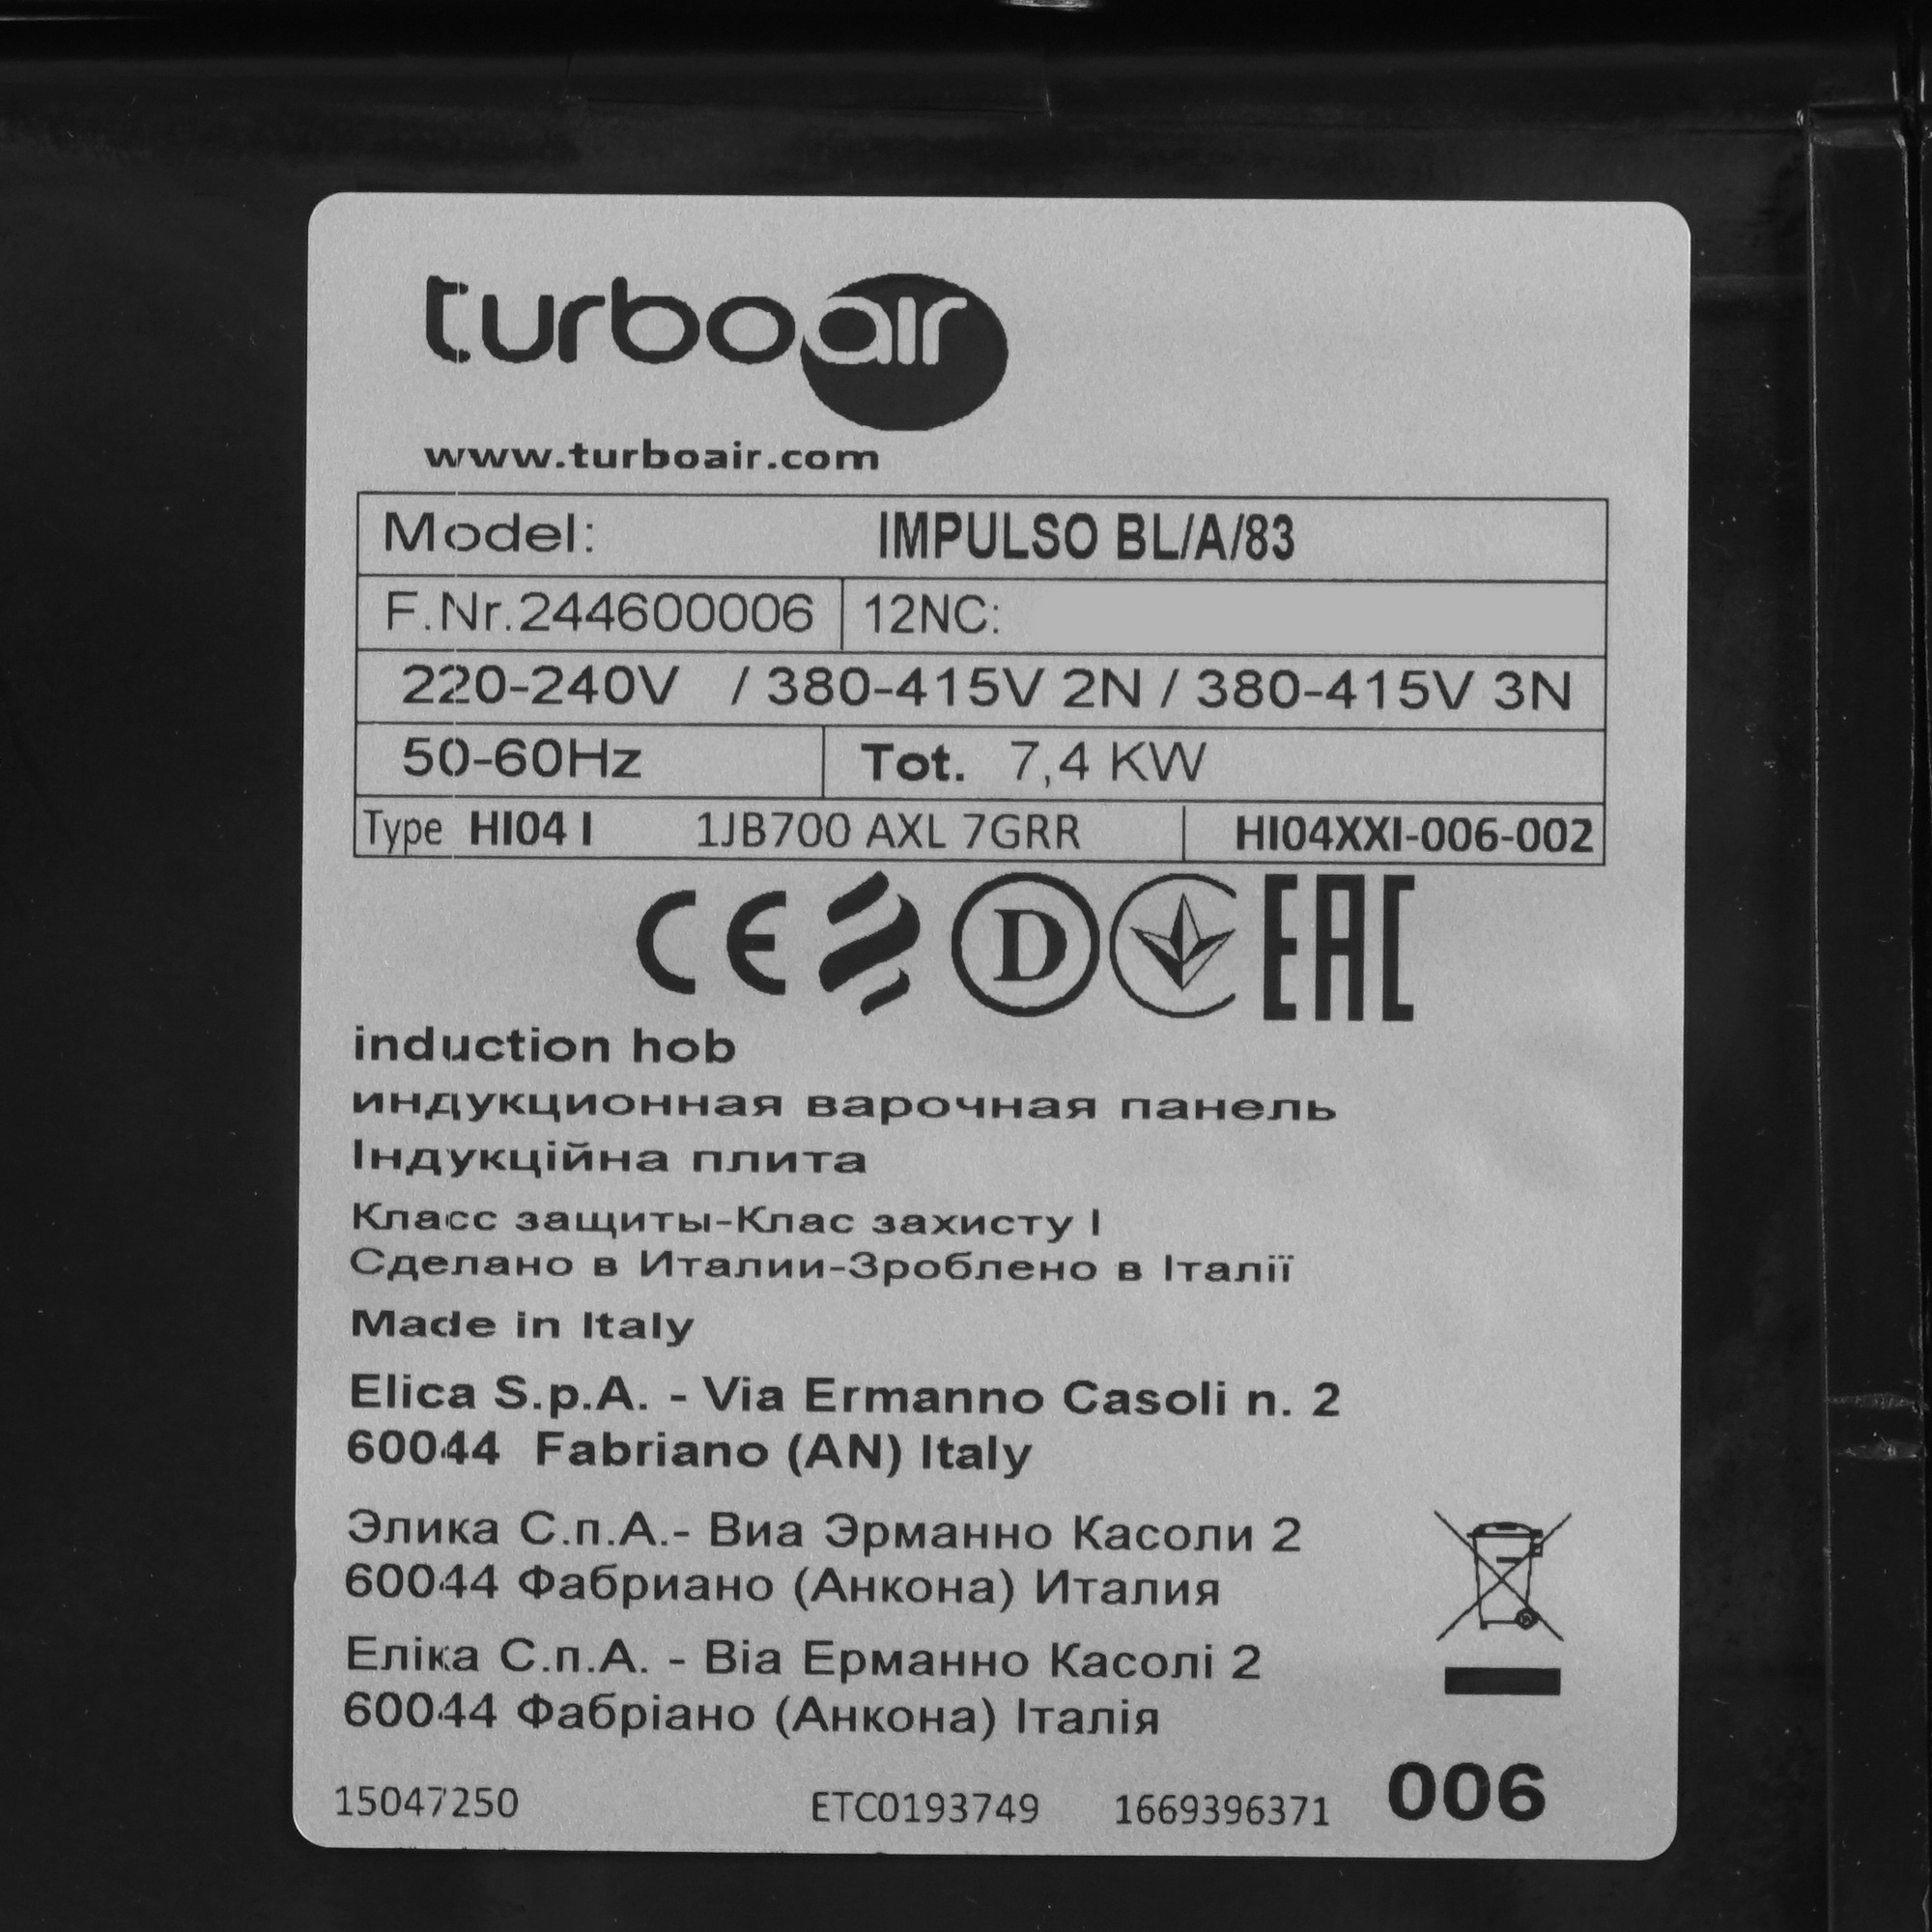 turboair
www.turboair.com
Model: IMPULSO BL/A/83
F.Nr.244600006 12NC:
220-240V / 380-415V 2N / 380-415V 3N
50-60Hz Tot. 7,4 KW
Type HI04 I 1JB700 AXL 7GRR HI04XXI-006-002
CE D EAC
induction hob
индукционная варочная панель
Індукційна плита
Класс защиты-Клас захисту I
Сделано в Италии-Зроблено в Італії
Made in Italy
Elica S.p.A. - Via Ermanno Casoli n. 2
60044 Fabriano (AN) Italy
Элика С.п.А.- Виа Эрманно Касоли 2
60044 Фабриано (Анкона) Италия
Еліка С.п.А. - Віа Ерманно Касолі 2
60044 Фабріано (Анкона) Італія
15047250 ETC0193749 1669396371 006